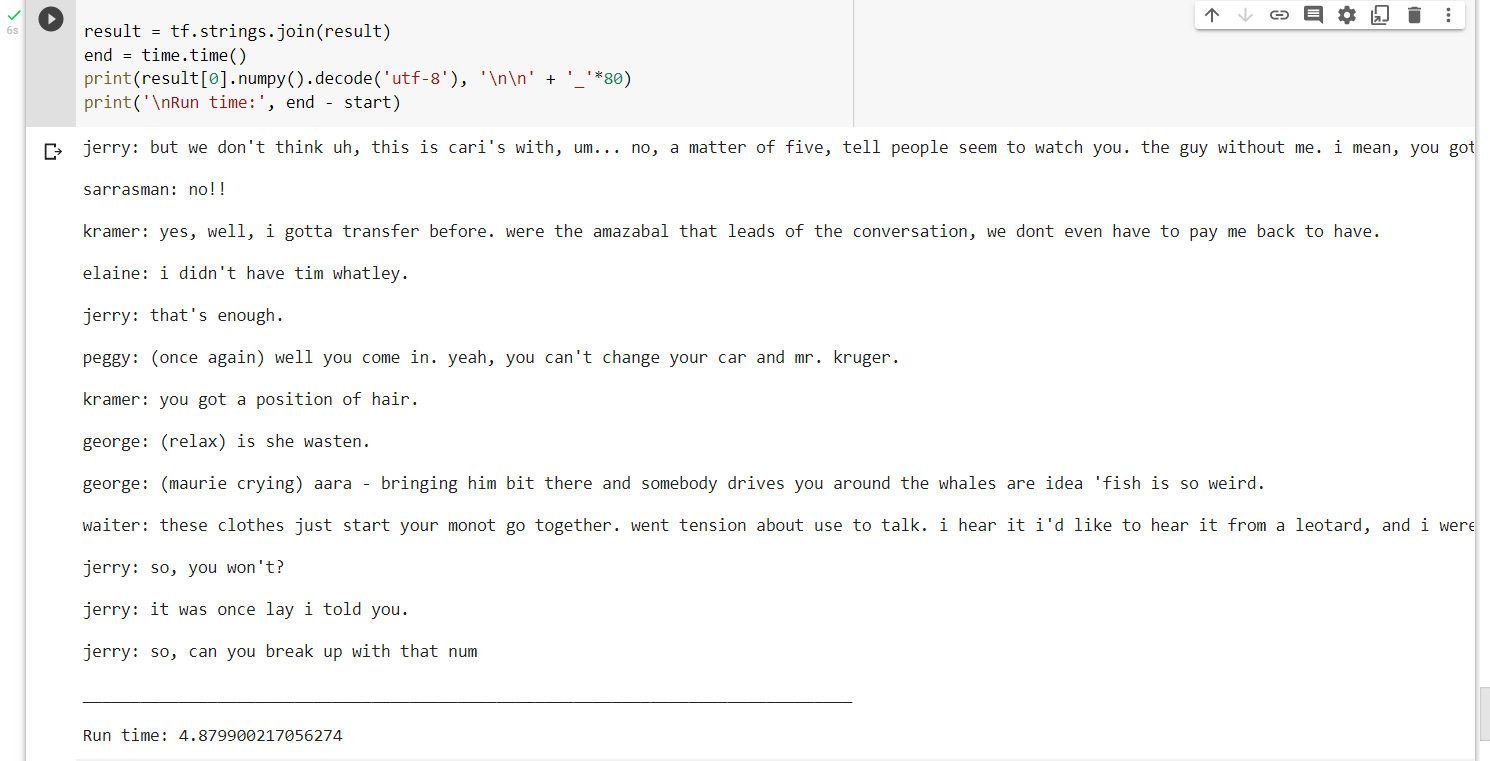 6s
result = tf.strings.join(result)
end = time.time()
print(result[0].numpy().decode('utf-8'), '\n\n' + '_'*80)
print('\nRun time:', end - start)
jerry: but we don't think uh, this is cari's with, um... no, a matter of five, tell people seem to watch you. the guy without me. i mean, you got
sarrasman: no!!
kramer: yes, well, i gotta transfer before. were the amazabal that leads of the conversation, we dont even have to pay me back to have.
elaine: i didn't have tim whatley.
jerry: that's enough.
peggy: (once again) well you come in. yeah, you can't change your car and mr. kruger.
kramer: you got a position of hair.
george: (relax) is she wasten.
george: (maurie crying) aara - bringing him bit there and somebody drives you around the whales are idea 'fish is so weird.
waiter: these clothes just start your monot go together. went tension about use to talk. i hear it i'd like to hear it from a leotard, and i were
jerry: so, you won't?
jerry: it was once lay i told you.
jerry: so, can you break up with that num
________________________________________________________________________________
Run time: 4.879900217056274